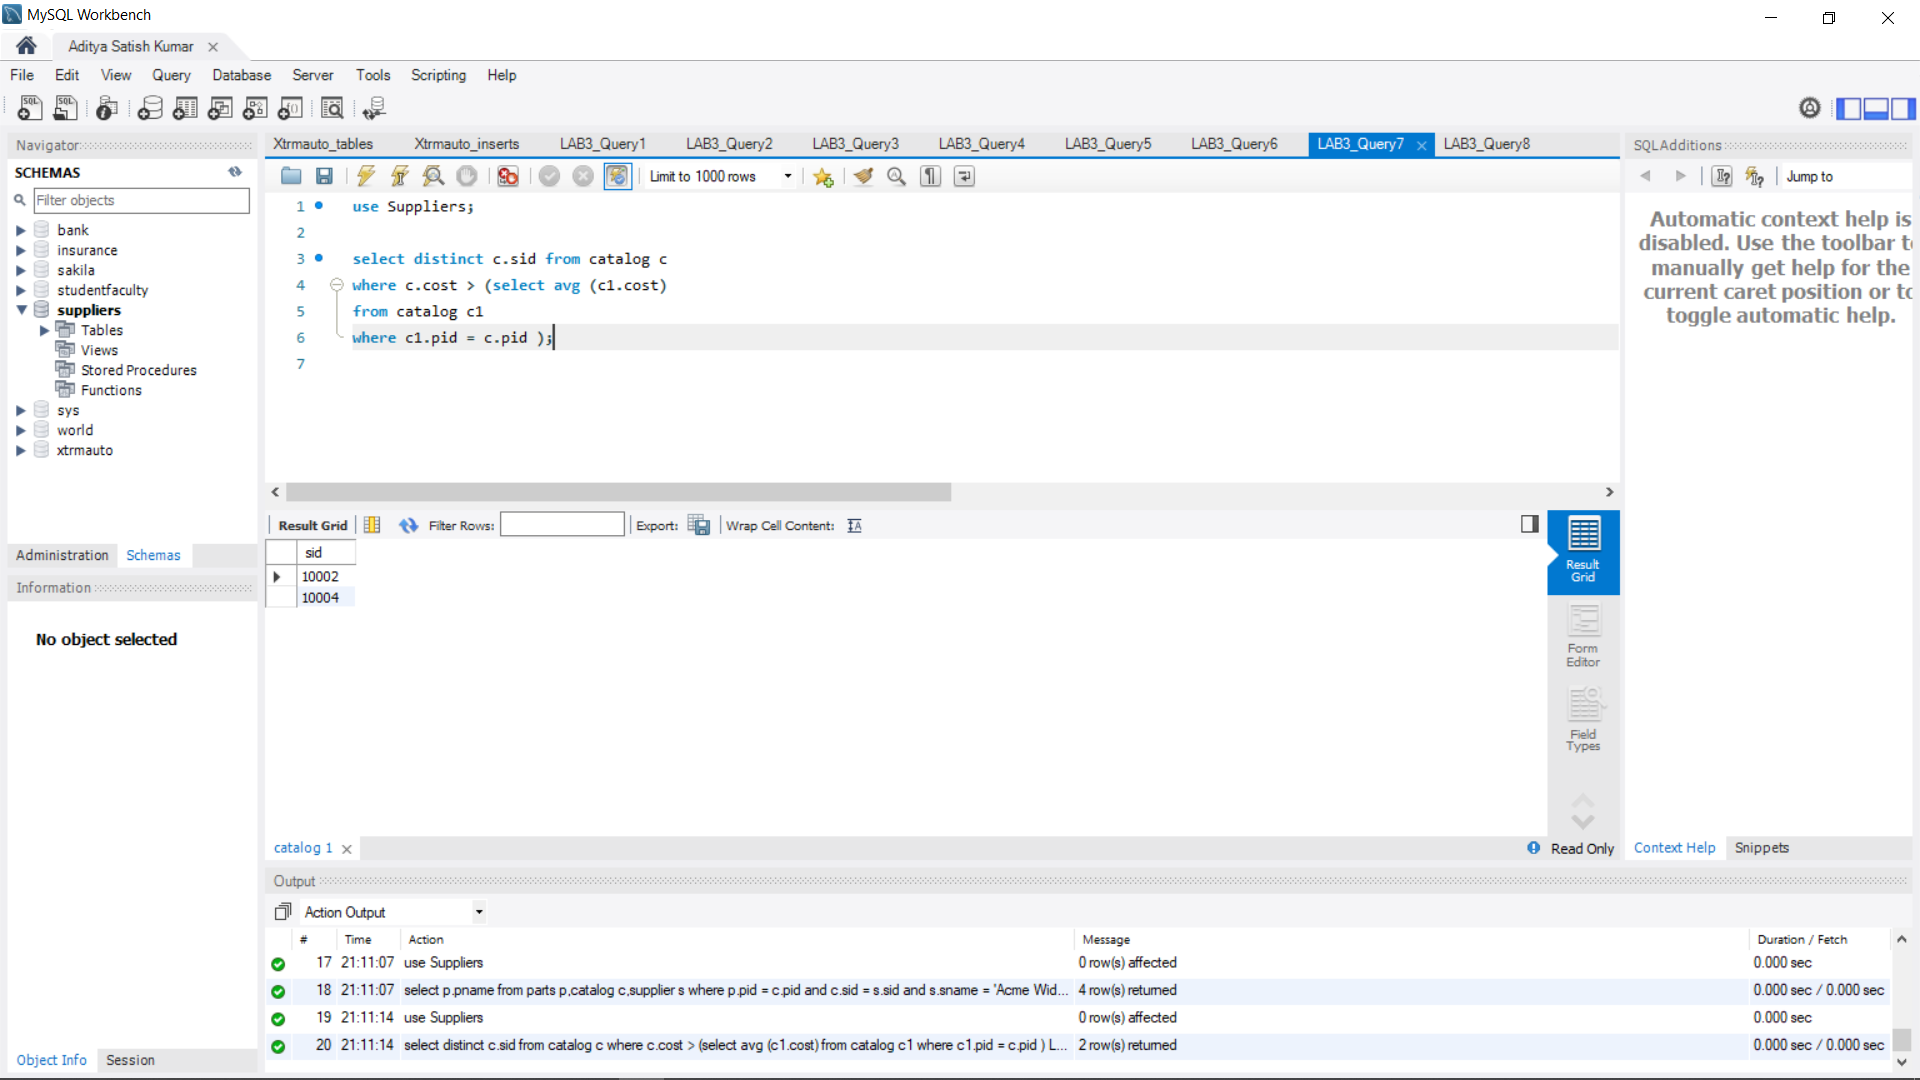 MySQL Workbench
Aditya Satish Kumar
File Edit View Query Database Server Tools Scripting Help
Navigator
SCHEMAS
Filter objects
bank
insurance
sakila
studentfaculty
suppliers
Tables
Views
Stored Procedures
Functions
sys
world
xtrmauto
Administration Schemas
Information
No object selected
Object Info Session
Xtrmauto_tables Xtrmauto_inserts LAB3_Query1 LAB3_Query2 LAB3_Query3 LAB3_Query4 LAB3_Query5 LAB3_Query6 LAB3_Query7 LAB3_Query8
Limit to 1000 rows
1 use Suppliers;
2
3 select distinct c.sid from catalog c
4 where c.cost > (select avg (c1.cost)
5 from catalog c1
6 where c1.pid = c.pid );
7
Result Grid Filter Rows: Export: Wrap Cell Content:
sid
10002
10004
Result
Grid
Form
Editor
Field
Types
catalog 1
Read Only
SQLAdditions
Jump to
Automatic context help is
disabled. Use the toolbar t
manually get help for the
current caret position or to
toggle automatic help.
Context Help Snippets
Output
Action Output
# Time Action Message Duration / Fetch
17 21:11:07 use Suppliers 0 row(s) affected 0.000 sec
18 21:11:07 select p.pname from parts p,catalog c,supplier s where p.pid = c.pid and c.sid = s.sid and s.sname = 'Acme Wid... 4 row(s) returned 0.000 sec / 0.000 sec
19 21:11:14 use Suppliers 0 row(s) affected 0.000 sec
20 21:11:14 select distinct c.sid from catalog c where c.cost > (select avg (c1.cost) from catalog c1 where c1.pid = c.pid ) L... 2 row(s) returned 0.000 sec / 0.000 sec